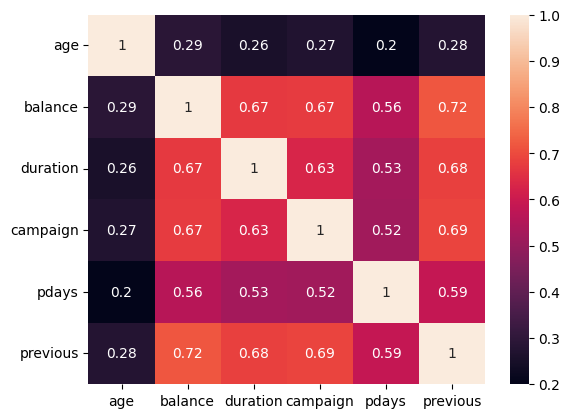 age 1 0.29 0.26 0.27 0.2 0.28
balance 0.29 1 0.67 0.67 0.56 0.72
duration 0.26 0.67 1 0.63 0.53 0.68
campaign 0.27 0.67 0.63 1 0.52 0.69
pdays 0.2 0.56 0.53 0.52 1 0.59
previous 0.28 0.72 0.68 0.69 0.59 1
age balance duration campaign pdays previous
1.0
0.9
0.8
0.7
0.6
0.5
0.4
0.3
0.2